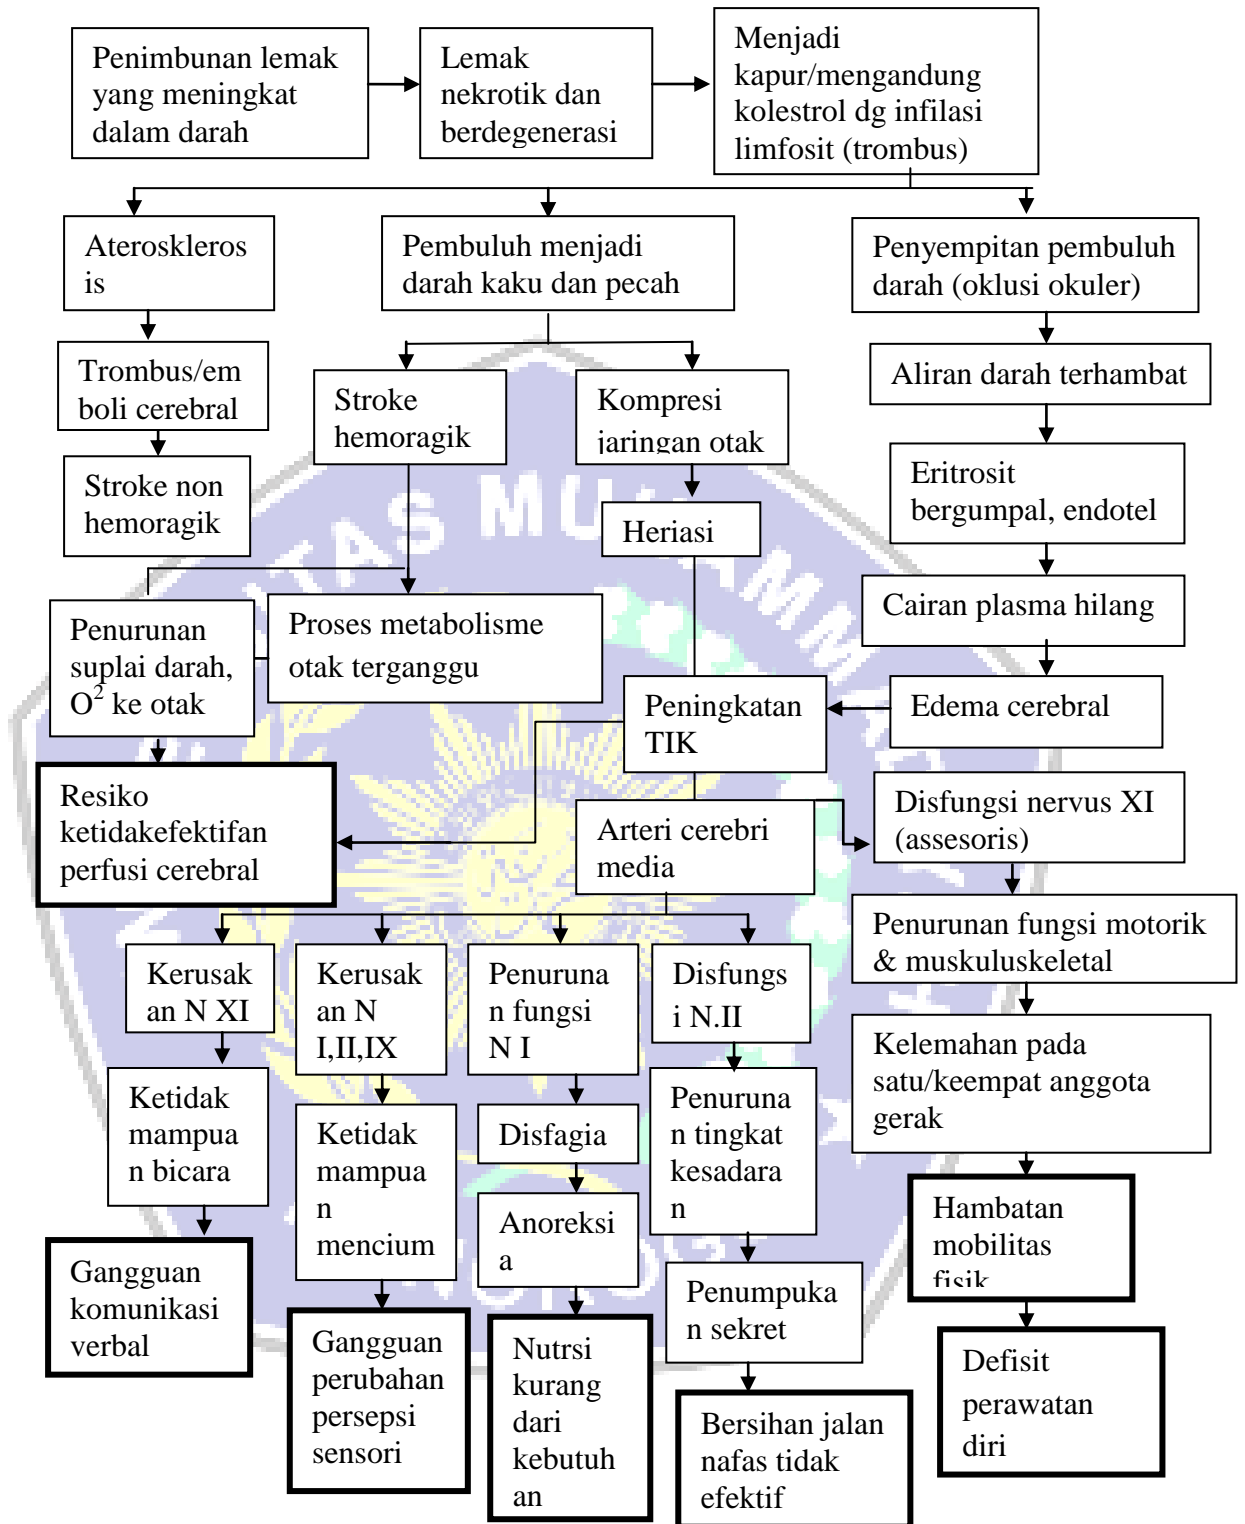 Penimbunan lemak
yang meningkat
dalam darah
Lemak
nekrotik dan
berdegenerasi
Menjadi
kapur/mengandung
kolestrol dg infilasi
limfosit (trombus)
Ateroskleros
is
Pembuluh menjadi
darah kaku dan pecah
Penyempitan pembuluh
darah (oklusi okuler)
Trombus/em
boli cerebral
Stroke
hemoragik
Kompresi
jaringan otak
Aliran darah terhambat
Stroke non
hemoragik
Heriasi
Eritrosit
bergumpal, endotel
Cairan plasma hilang
Penurunan
suplai darah,
O² ke otak
Proses metabolisme
otak terganggu
Peningkatan
TIK
Edema cerebral
Resiko
ketidakefektifan
perfusi cerebral
Arteri cerebri
media
Disfungsi nervus XI
(assesoris)
Penurunan fungsi motorik
& muskuluskeletal
Kerusak
an N XI
Kerusak
an N
I,II,IX
Penuruna
n fungsi
N I
Disfungs
i N.II
Kelemahan pada
satu/keempat anggota
gerak
Ketidak
mampua
n bicara
Ketidak
mampua
n
mencium
Disfagia
Penuruna
n tingkat
kesadara
n
Anoreksi
a
Hambatan
mobilitas
fisik
Gangguan
komunikasi
verbal
Penumpuka
n sekret
Gangguan
perubahan
persepsi
sensori
Nutrsi
kurang
dari
kebutuh
an
Bersihan jalan
nafas tidak
efektif
Defisit
perawatan
diri